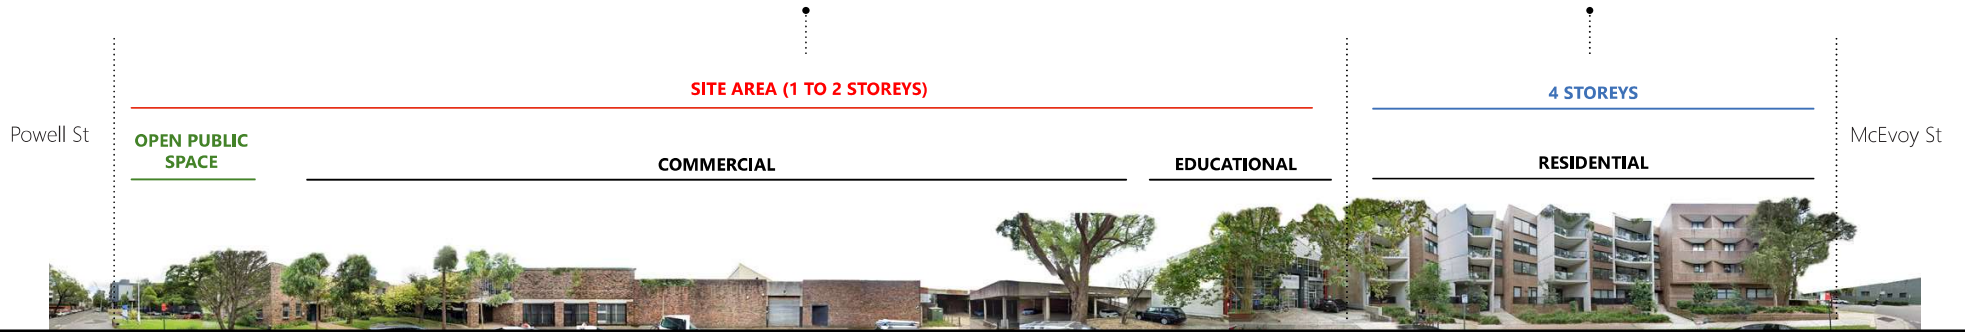 SITE AREA (1 TO 2 STOREYS)
4 STOREYS
Powell St
OPEN PUBLIC
SPACE
COMMERCIAL
EDUCATIONAL
RESIDENTIAL
McEvoy St